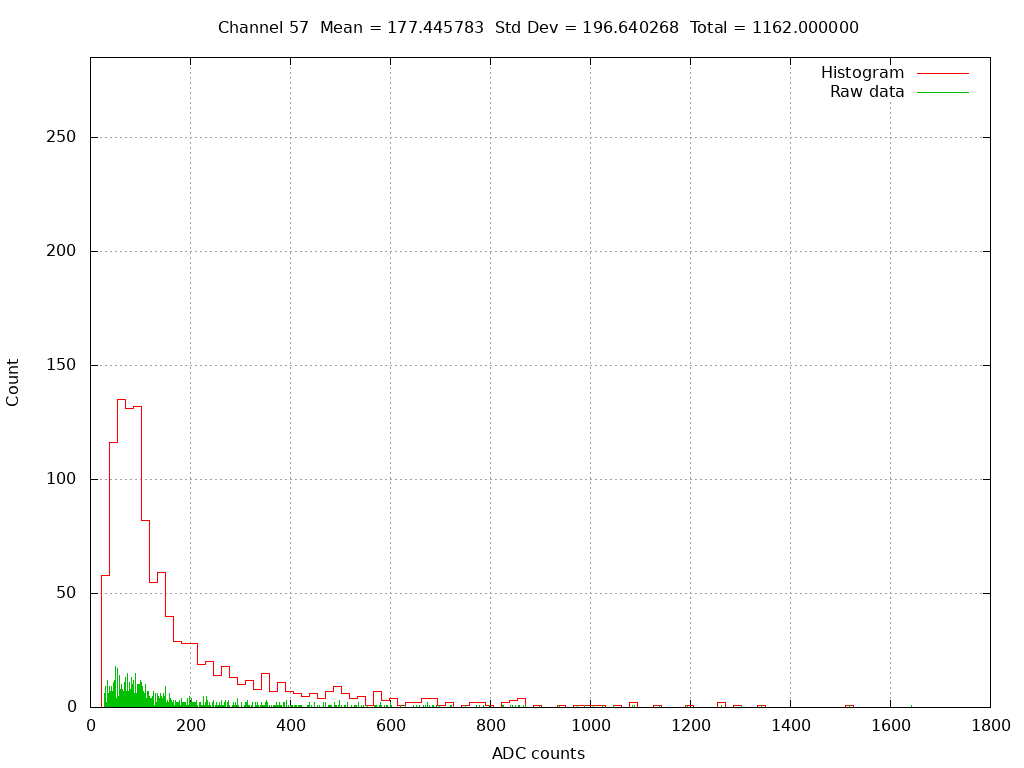 Channel 57  Mean = 177.445783  Std Dev = 196.640268  Total = 1162.000000
Histogram
Raw data
250
200
150
100
50
0
Count
0 200 400 600 800 1000 1200 1400 1600 1800
ADC counts